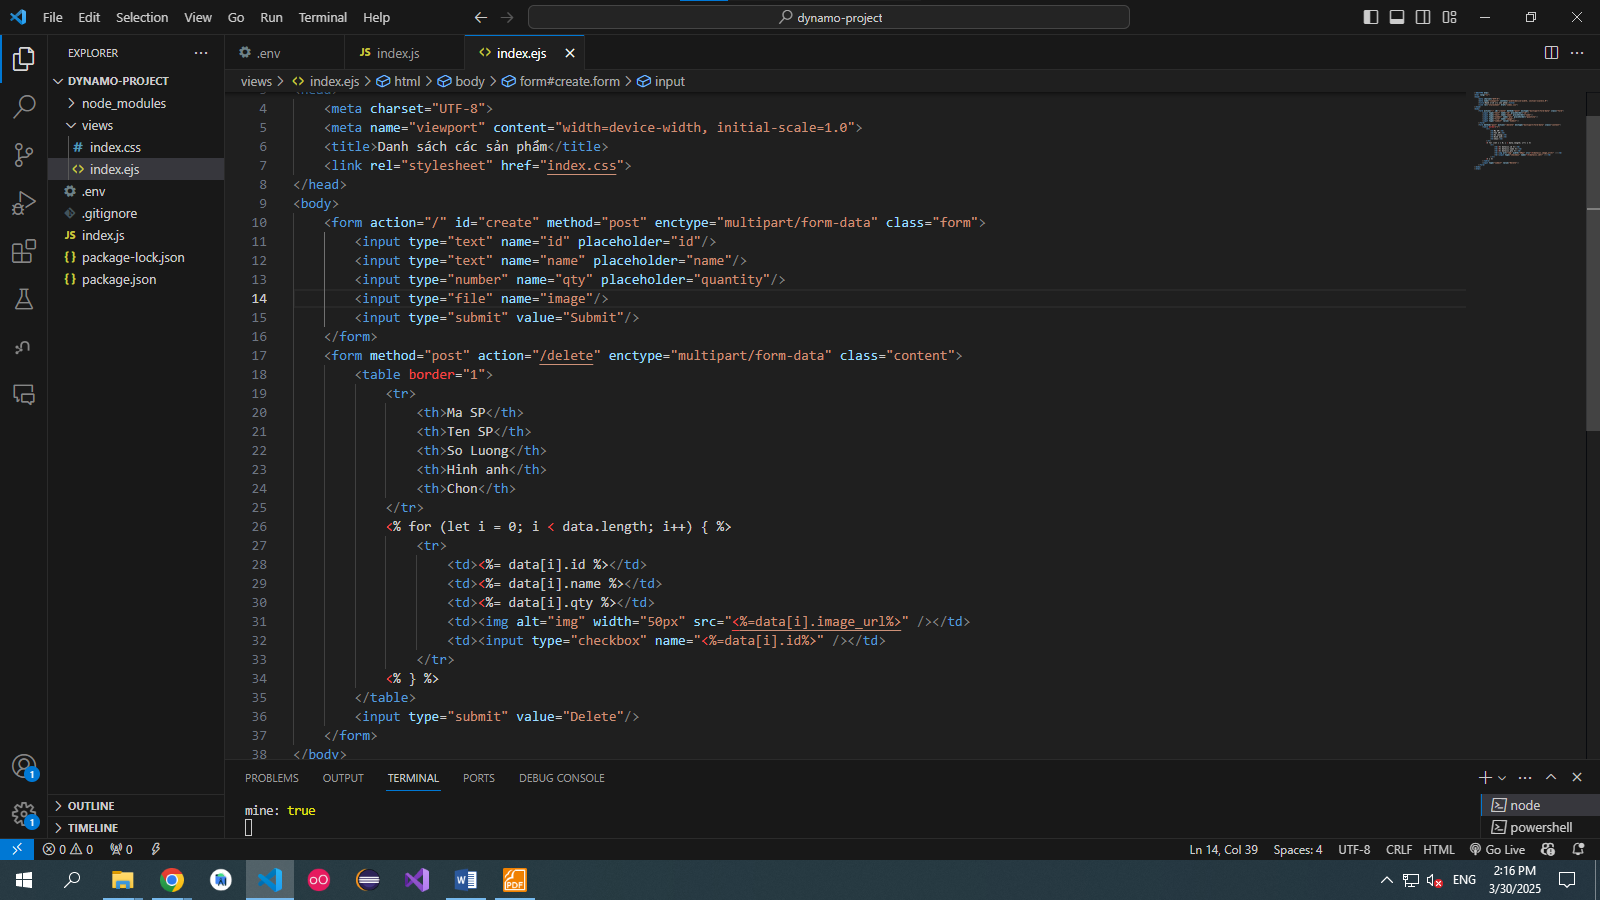 File Edit Selection View Go Run Terminal Help
dynamo-project
EXPLORER
DYNAMO-PROJECT
node_modules
views
# index.css
<> index.ejs
.env
.gitignore
JS index.js
{} package-lock.json
{} package.json
OUTLINE
TIMELINE
.env
JS index.js
<> index.ejs
views > <> index.ejs > html > body > form#create.form > input
4 <meta charset="UTF-8">
5 <meta name="viewport" content="width=device-width, initial-scale=1.0">
6 <title>Danh sách các sản phẩm</title>
7 <link rel="stylesheet" href="index.css">
8 </head>
9 <body>
10 <form action="/" id="create" method="post" enctype="multipart/form-data" class="form">
11 <input type="text" name="id" placeholder="id"/>
12 <input type="text" name="name" placeholder="name"/>
13 <input type="number" name="qty" placeholder="quantity"/>
14 <input type="file" name="image"/>
15 <input type="submit" value="Submit"/>
16 </form>
17 <form method="post" action="/delete" enctype="multipart/form-data" class="content">
18 <table border="1">
19 <tr>
20 <th>Ma SP</th>
21 <th>Ten SP</th>
22 <th>So Luong</th>
23 <th>Hinh anh</th>
24 <th>Chon</th>
25 </tr>
26 <% for (let i = 0; i < data.length; i++) { %>
27 <tr>
28 <td><%= data[i].id %></td>
29 <td><%= data[i].name %></td>
30 <td><%= data[i].qty %></td>
31 <td><img alt="img" width="50px" src="<%=data[i].image_url%>" /></td>
32 <td><input type="checkbox" name="<%=data[i].id%>" /></td>
33 </tr>
34 <% } %>
35 </table>
36 <input type="submit" value="Delete"/>
37 </form>
38 </body>
PROBLEMS OUTPUT TERMINAL PORTS DEBUG CONSOLE
mine: true
node
powershell
1
1
0 0 0
Ln 14, Col 39 Spaces: 4 UTF-8 CRLF HTML Go Live
PDF
ENG
2:16 PM
3/30/2025